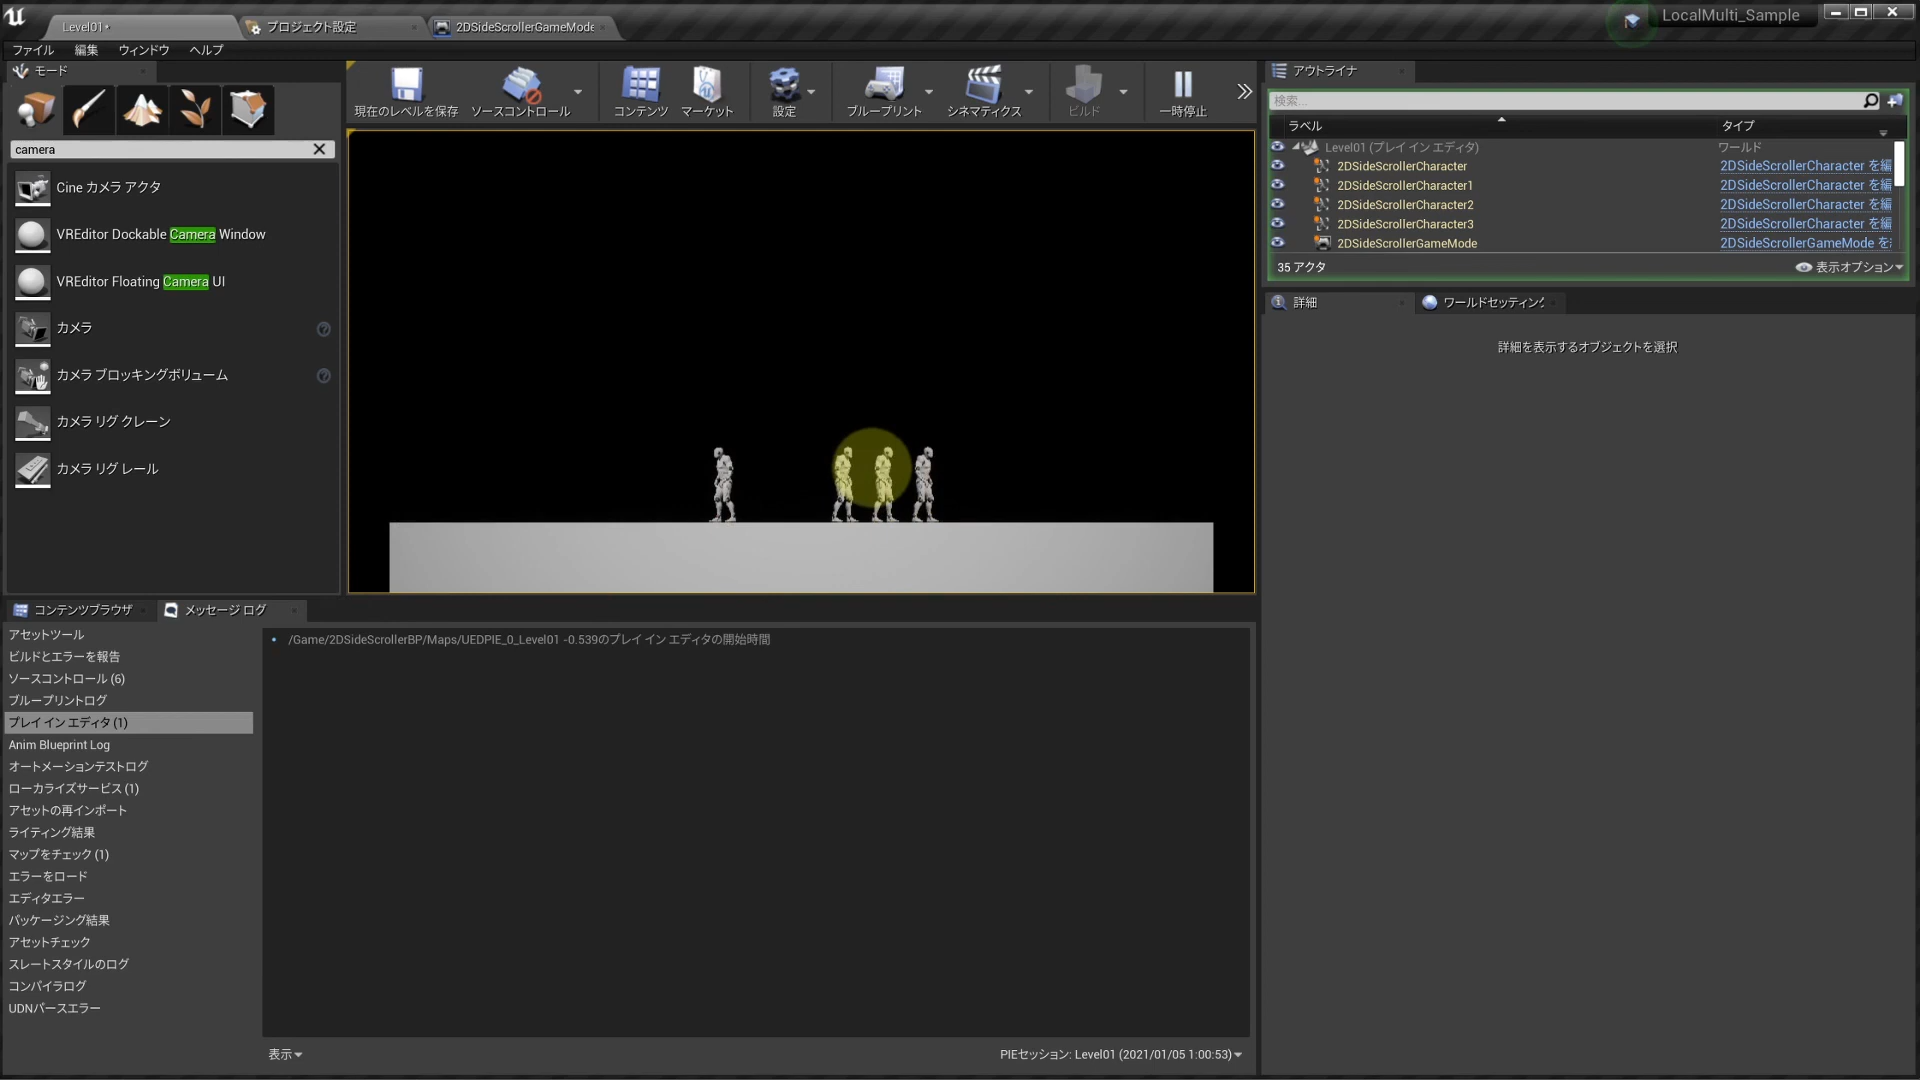 Level01•
プロジェクト設定
2DSideScrollerGameMode
LocalMulti_Sample
ファイル
編集
ウィンドウ
ヘルプ
モード
現在のレベルを保存
ソースコントロール
コンテンツ
マーケット
設定
ブループリント
シネマティクス
ビルド
一時停止
camera
Cine カメラ アクタ
VREditor Dockable Camera Window
VREditor Floating Camera UI
カメラ
カメラ ブロッキングボリューム
カメラ リグ クレーン
カメラ リグ レール
アウトライナ
検索...
ラベル
タイプ
Level01 (プレイ イン エディタ)
ワールド
2DSideScrollerCharacter
2DSideScrollerCharacter を編
2DSideScrollerCharacter1
2DSideScrollerCharacter を編
2DSideScrollerCharacter2
2DSideScrollerCharacter を編
2DSideScrollerCharacter3
2DSideScrollerCharacter を編
2DSideScrollerGameMode
2DSideScrollerGameMode を
35 アクタ
表示オプション
詳細
ワールドセッティング
詳細を表示するオブジェクトを選択
コンテンツブラウザ
メッセージ ログ
アセットツール
ビルドとエラーを報告
ソースコントロール (6)
ブループリントログ
プレイ イン エディタ (1)
Anim Blueprint Log
オートメーションテストログ
ローカライズサービス (1)
アセットの再インポート
ライティング結果
マップをチェック (1)
エラーをロード
エディタエラー
パッケージング結果
アセットチェック
スレートスタイルのログ
コンパイラログ
UDNパースエラー
/Game/2DSideScrollerBP/Maps/UEDPIE_0_Level01 -0.539のプレイ イン エディタの開始時間
表示
PIEセッション: Level01 (2021/01/05 1:00:53)